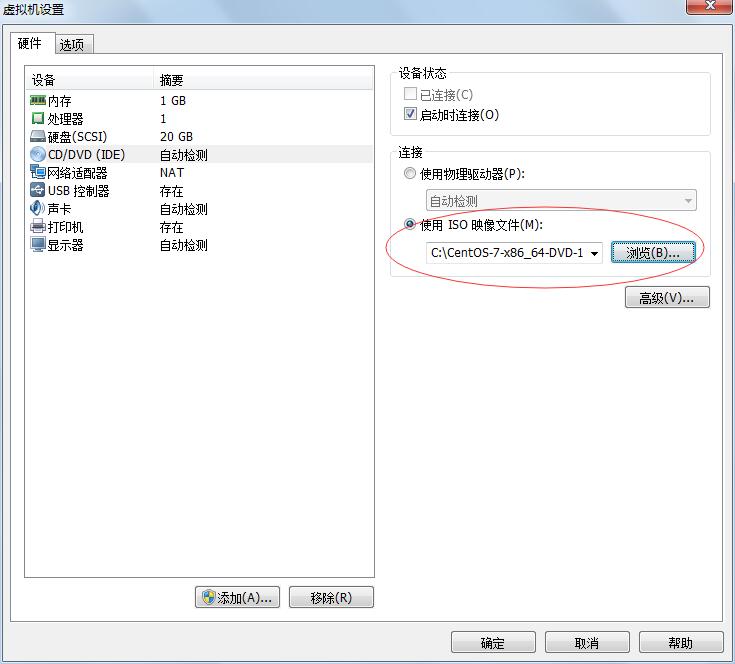 虚拟机设置
硬件 选项
设备 摘要
内存 1 GB
处理器 1
硬盘(SCSI) 20 GB
CD/DVD (IDE) 自动检测
网络适配器 NAT
USB 控制器 存在
声卡 自动检测
打印机 存在
显示器 自动检测
添加(A)... 移除(R)
设备状态
已连接(C)
启动时连接(O)
连接
使用物理驱动器(P):
自动检测
使用 ISO 映像文件(M):
C:\CentOS-7-x86_64-DVD-1 浏览(B)...
高级(V)...
确定 取消 帮助